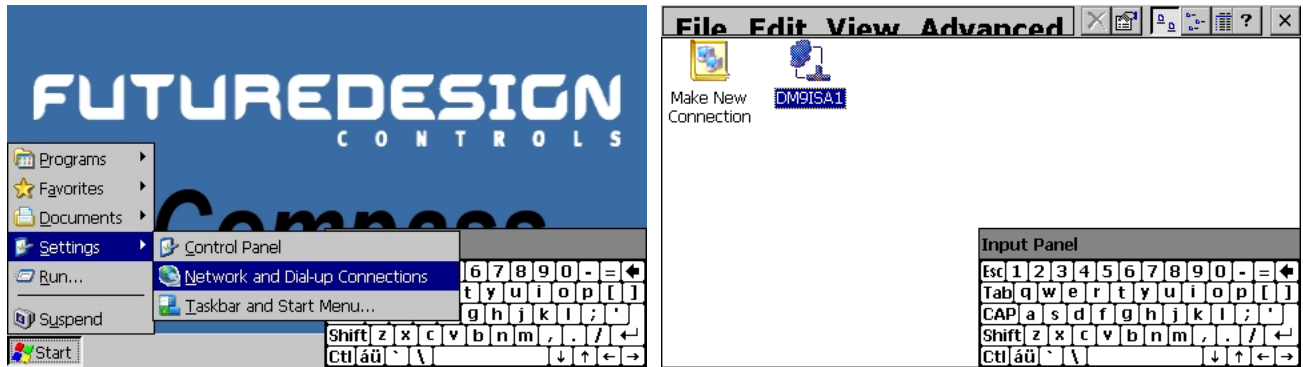 FUTUREDESIGN
CONTROLS
Compass
Programs
Favorites
Documents
Settings
Run...
Suspend
Start
Control Panel
Network and Dial-up Connections
Taskbar and Start Menu...
6 7 8 9 0 - =
t y u i o p [ ]
g h j k l ; '
Shift z x c v b n m , . /
Ctl áü ` \
File Edit View Advanced ?
Make New
Connection
DM9ISA1
Input Panel
Esc 1 2 3 4 5 6 7 8 9 0 - =
Tab q w e r t y u i o p [ ]
CAP a s d f g h j k l ; '
Shift z x c v b n m , . /
Ctl áü ` \